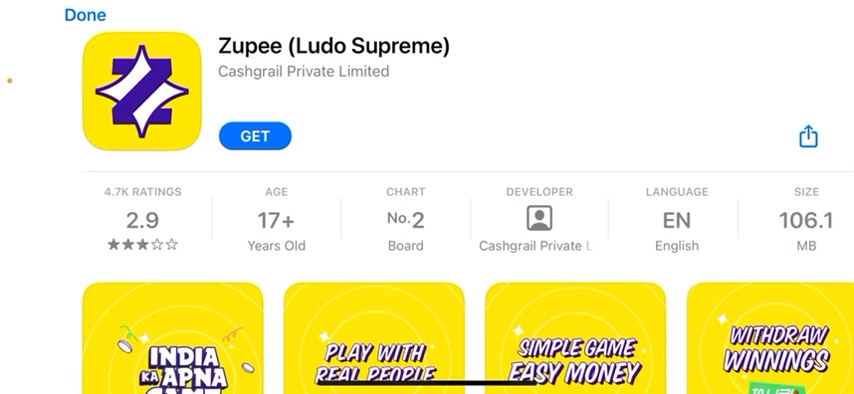 Done
Zupee (Ludo Supreme)
Cashgrail Private Limited
GET
4.7K RATINGS
2.9
AGE
17+
Years Old
CHART
No.2
Board
DEVELOPER
Cashgrail Private L
LANGUAGE
EN
English
SIZE
106.1
MB
INDIA
KA APNA
GAME
PLAY WITH
REAL PEOPLE
SIMPLE GAME
EASY MONEY
WITHDRAW
WINNINGS